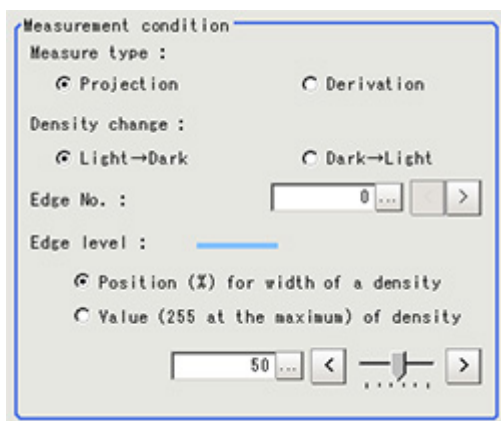 Measurement condition
Measure type :
Projection Derivation
Density change :
Light→Dark Dark→Light
Edge No. : 0 ... < >
Edge level :
Position (%) for width of a density
Value (255 at the maximum) of density
50 ... < >